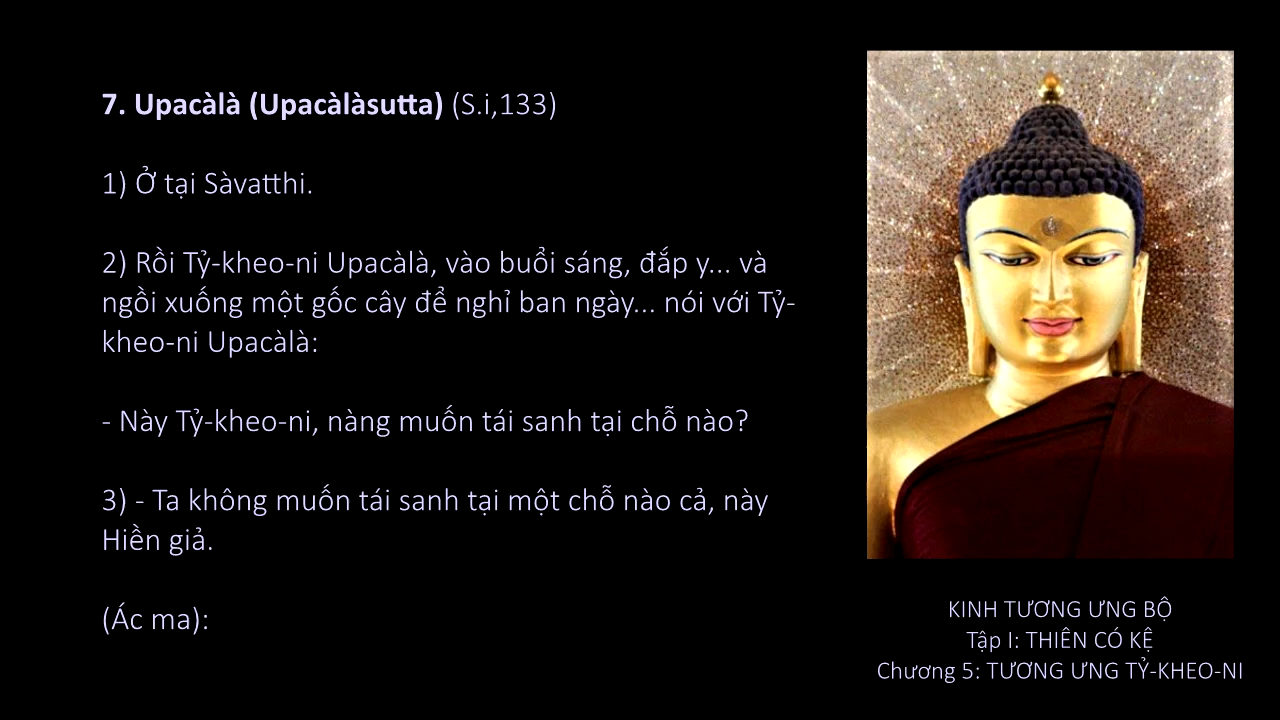 7. Upacàlà (Upacàlàsutta) (S.i,133)
1) Ở tại Sàvatthi.
2) Rồi Tỷ-kheo-ni Upacàlà, vào buổi sáng, đắp y... và
ngồi xuống một gốc cây để nghỉ ban ngày... nói với Tỷ-
kheo-ni Upacàlà:
- Này Tỷ-kheo-ni, nàng muốn tái sanh tại chỗ nào?
3) - Ta không muốn tái sanh tại một chỗ nào cả, này
Hiền giả.
(Ác ma):
KINH TƯƠNG ƯNG BỘ
Tập I: THIÊN CÓ KỆ
Chương 5: TƯƠNG ƯNG TỶ-KHEO-NI